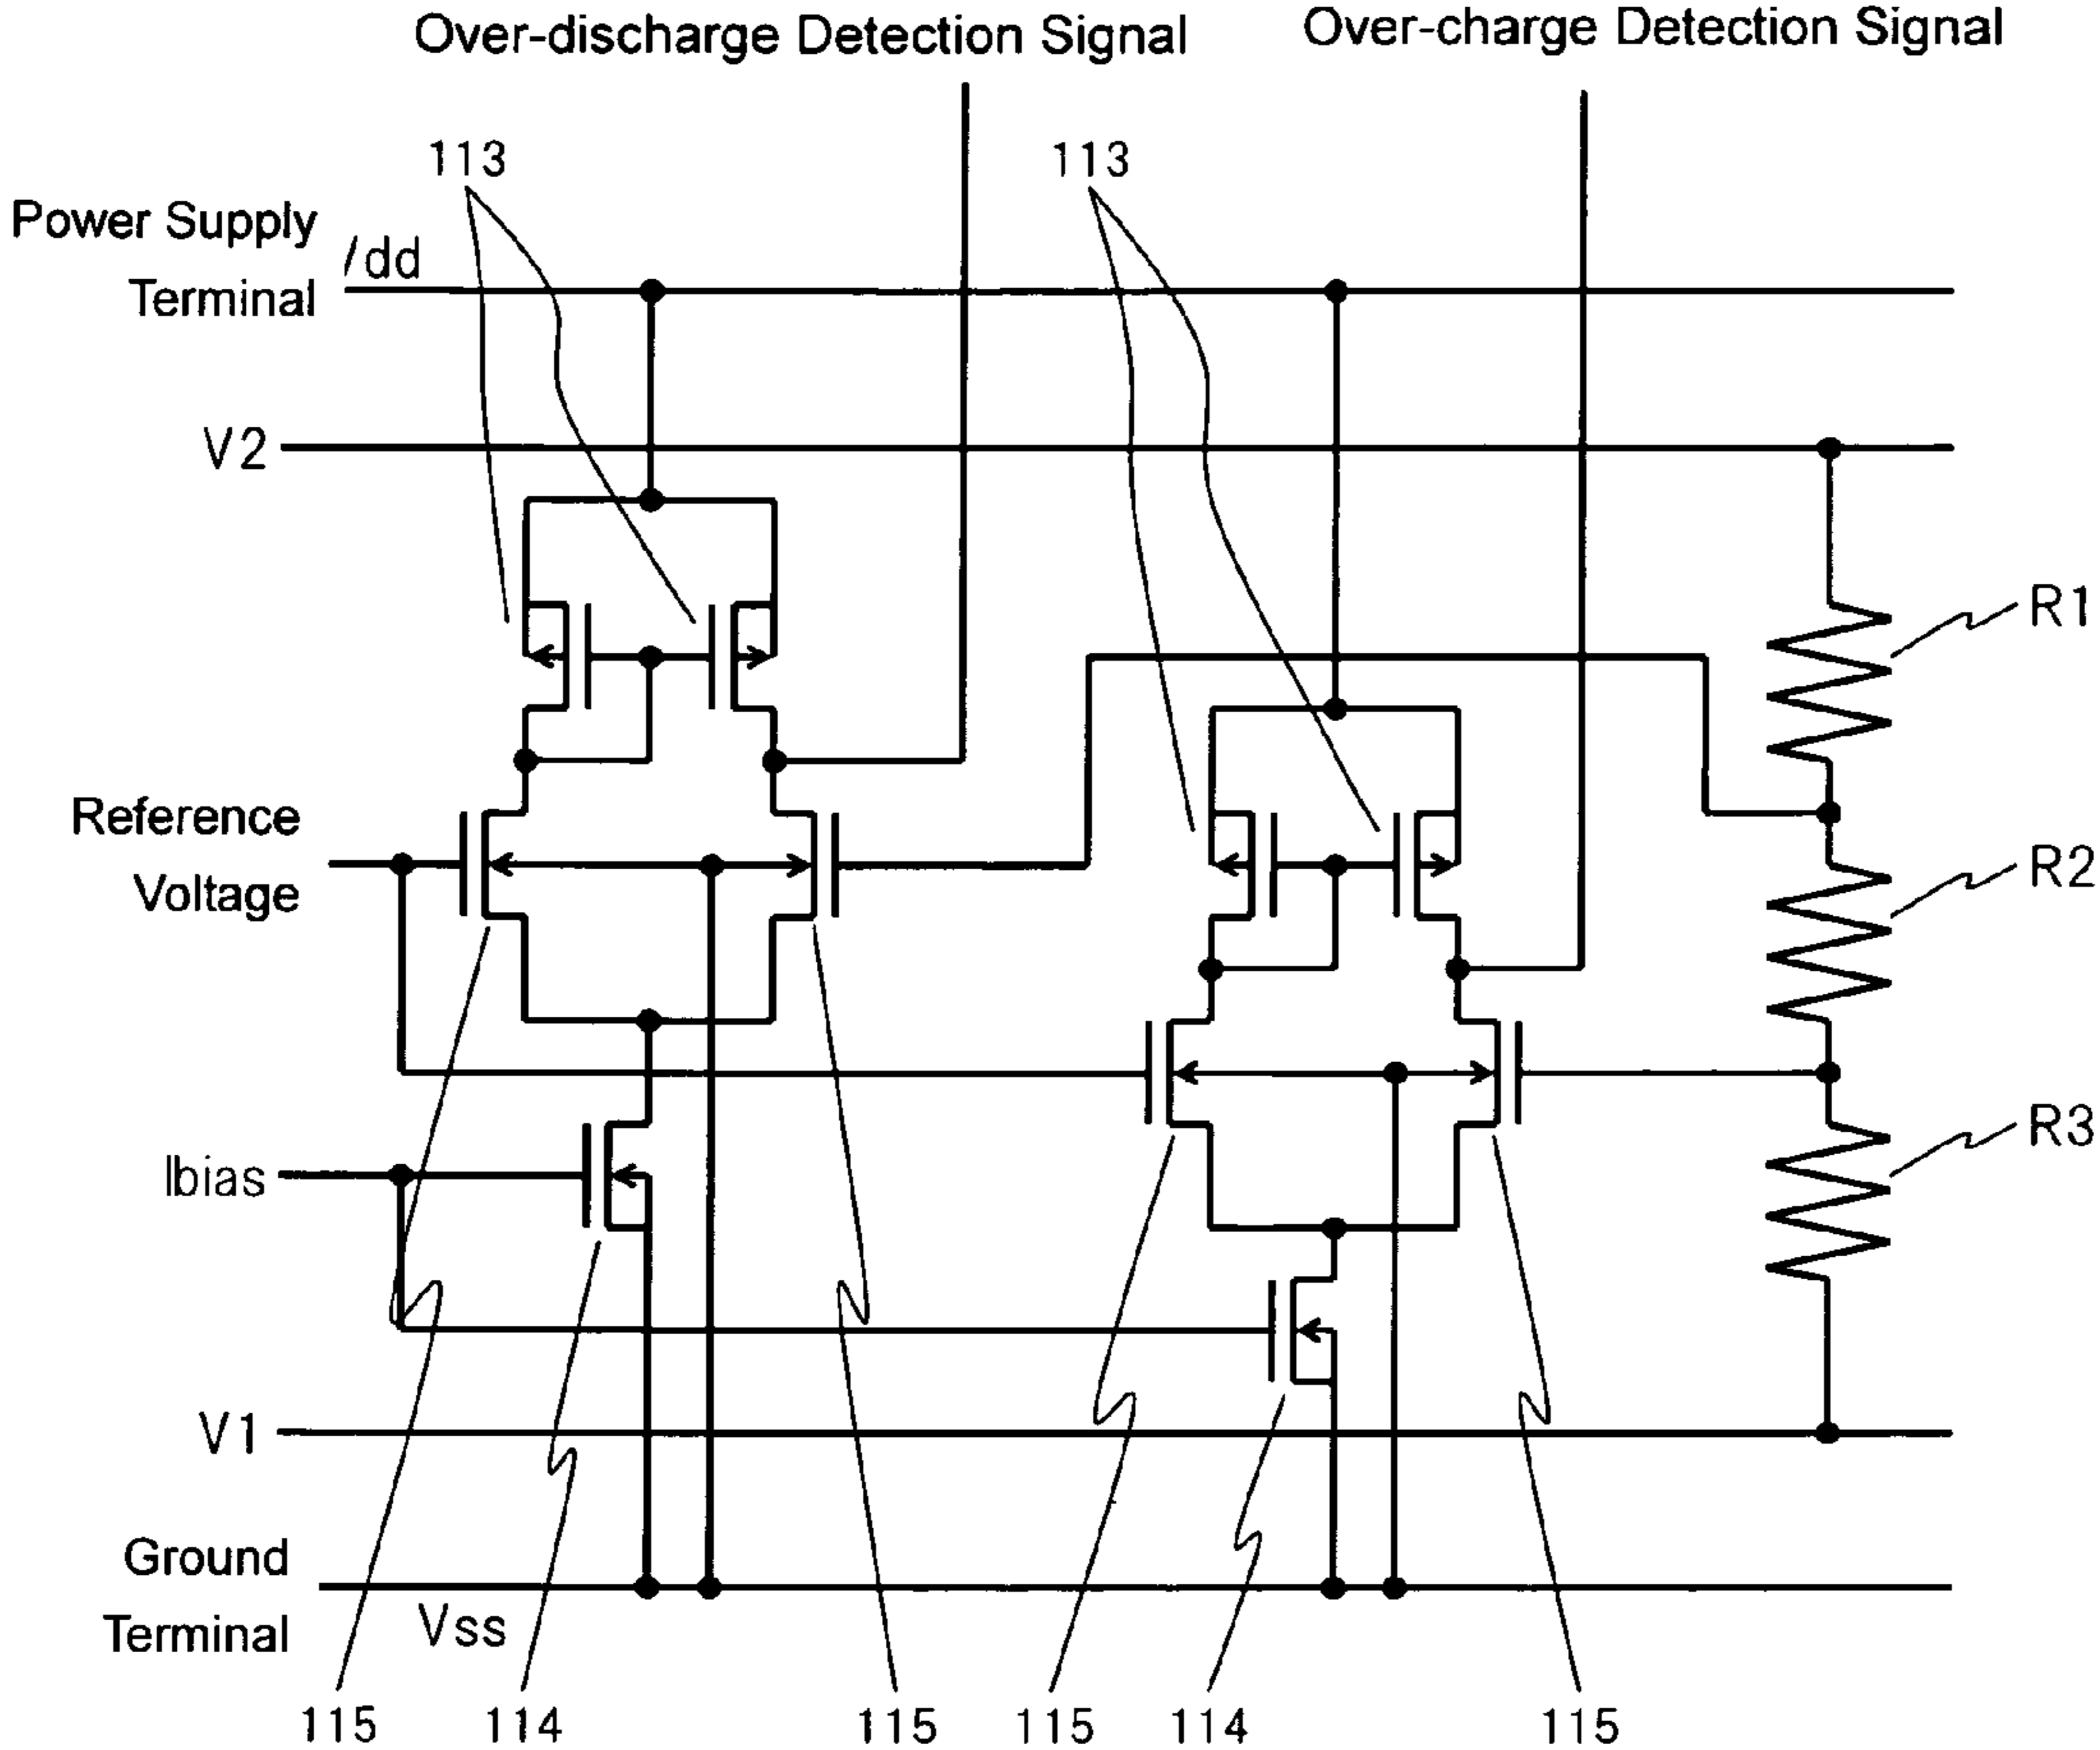 Over-discharge Detection Signal
Over-charge Detection Signal
113
113
Power Supply
Terminal
/dd
V2
R1
Reference
Voltage
R2
R3
Ibias
V1
Ground
Terminal
Vss
115
114
115
115
114
115